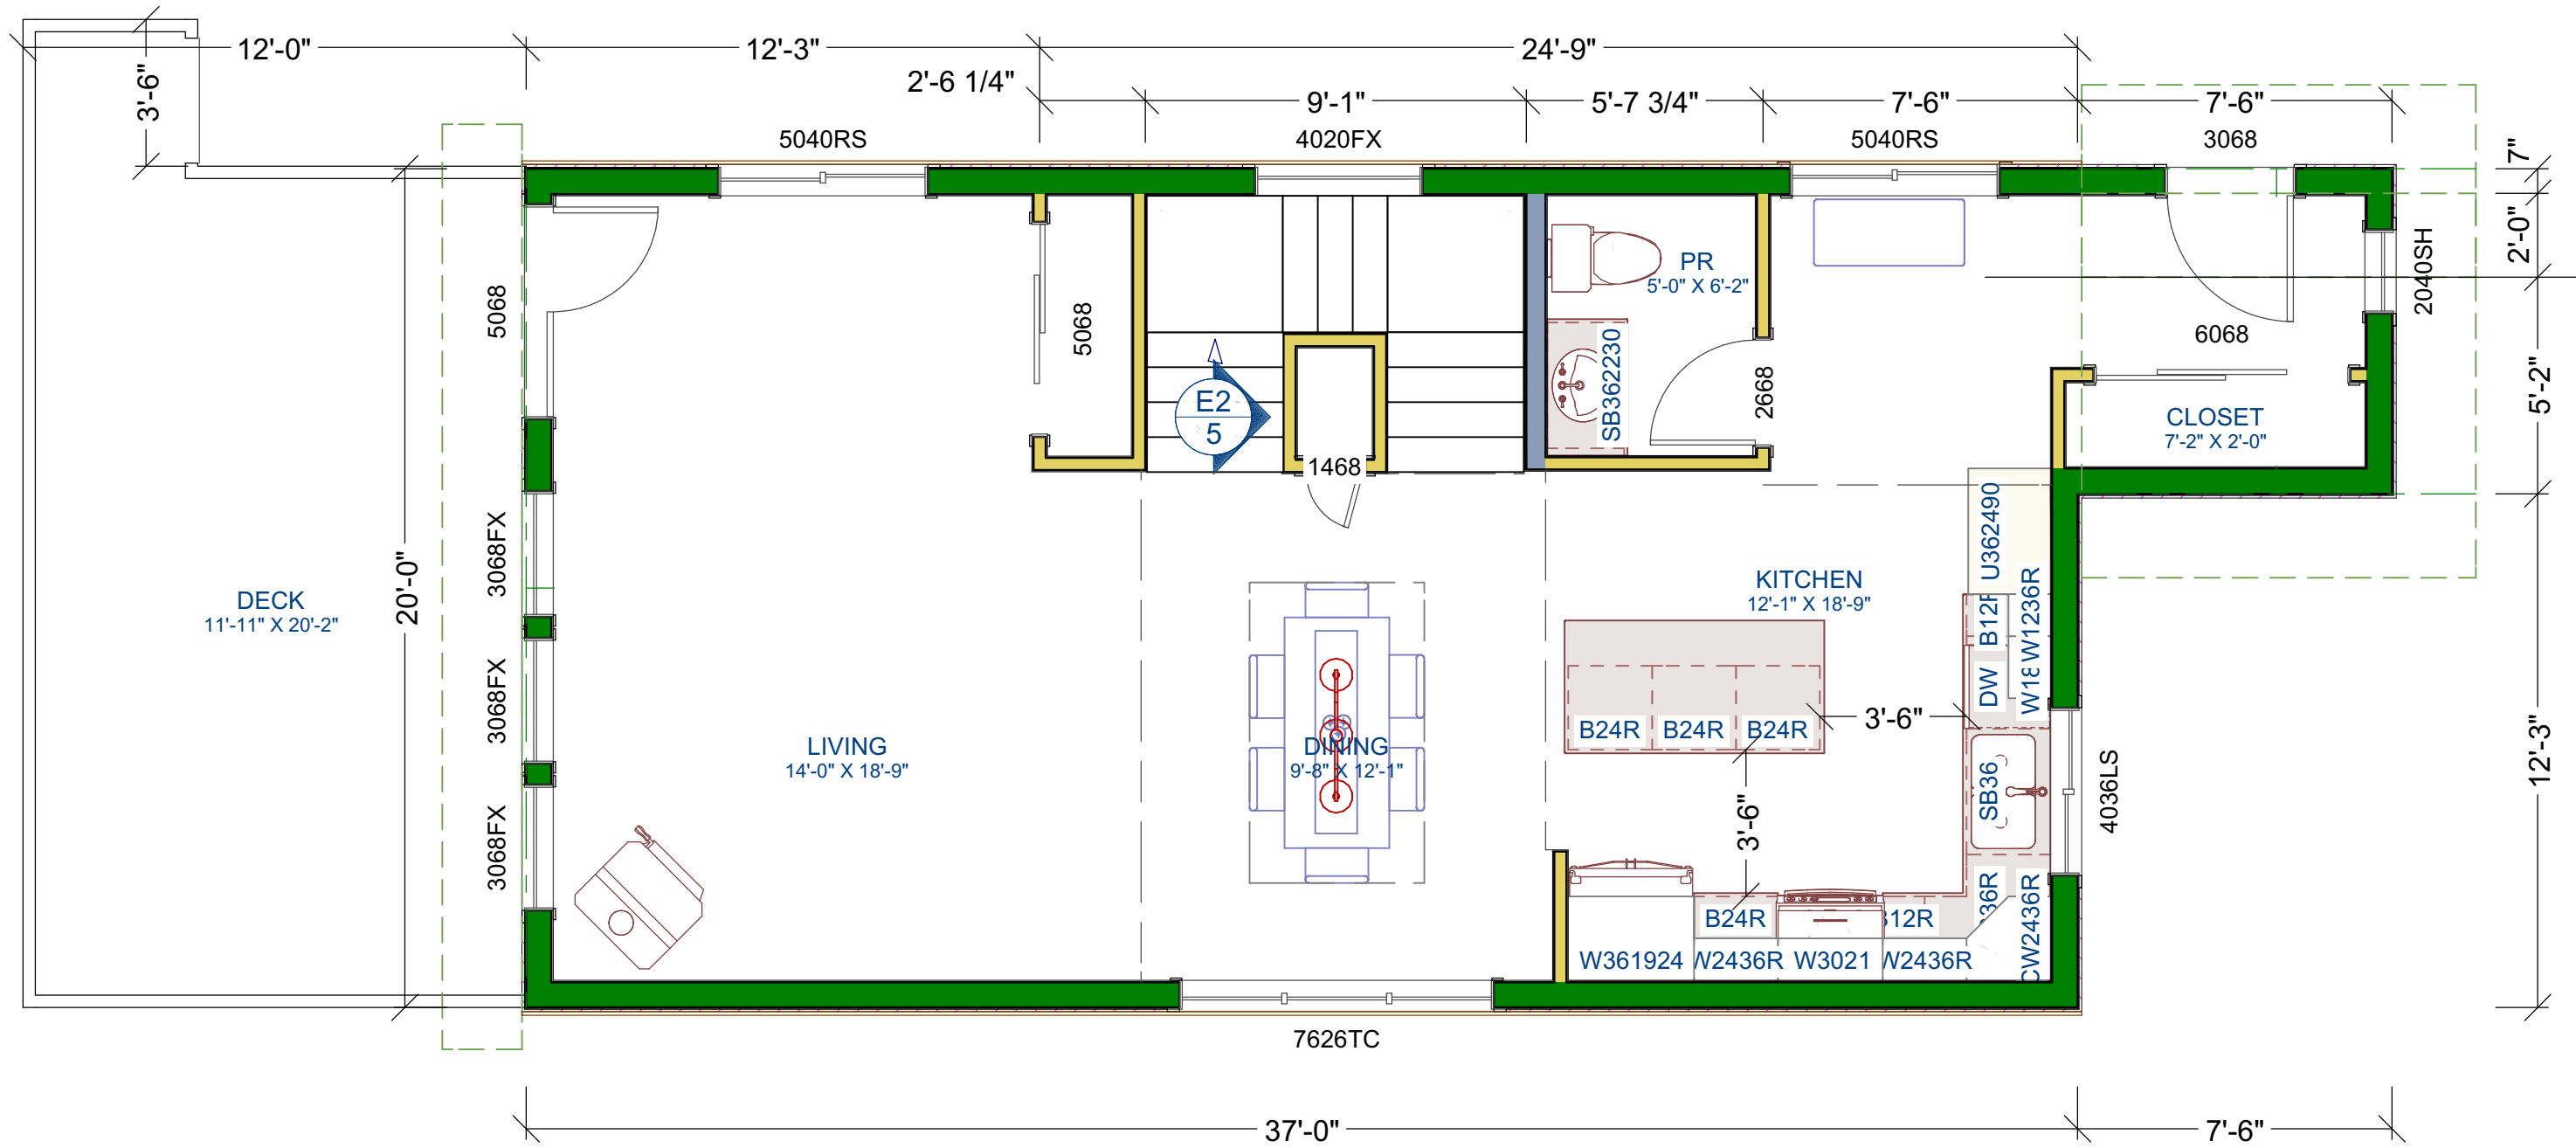 12'-0"
12'-3"
24'-9"
2'-6 1/4"
9'-1"
5'-7 3/4"
7'-6"
7'-6"
3'-6"
5040RS
4020FX
5040RS
3068
7"
2'-0"
2040SH
PR
5'-0" X 6'-2"
5068
5068
6068
SB362230
2668
5'-2"
E2
5
CLOSET
7'-2" X 2'-0"
1468
U362490
3068FX
20'-0"
DECK
11'-11" X 20'-2"
KITCHEN
12'-1" X 18'-9"
W1236R
3068FX
DW
B24R
B24R
B24R
3'-6"
LIVING
14'-0" X 18'-9"
DINING
9'-8" X 12'-1"
12'-3"
SB36
4036LS
3'-6"
3068FX
B24R
W361924
W2436R
W3021
W2436R
CW2436R
7626TC
37'-0"
7'-6"